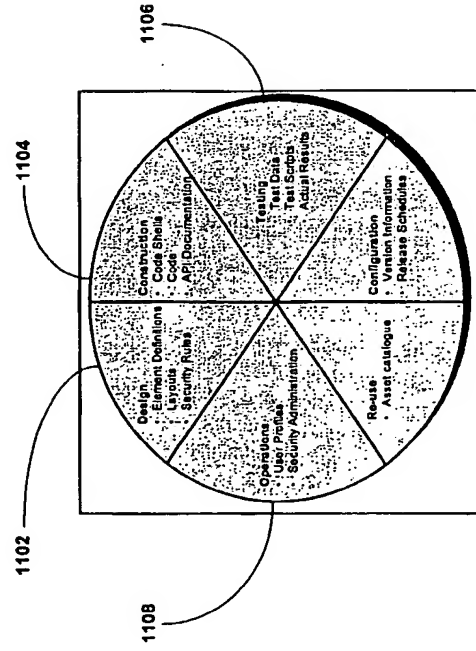 1102
1104
1106
1108
Design
• Element Definitions
• Layouts
• Security Rules
Construction
• Code Shells
• Code
• API Documentation
Testing
• Test Data
• Test Scripts
• Actual Results
Configuration
• Version Information
• Release Schedules
Re-use
• Asset catalogue
Operations
• User Profiles
• Security Administration